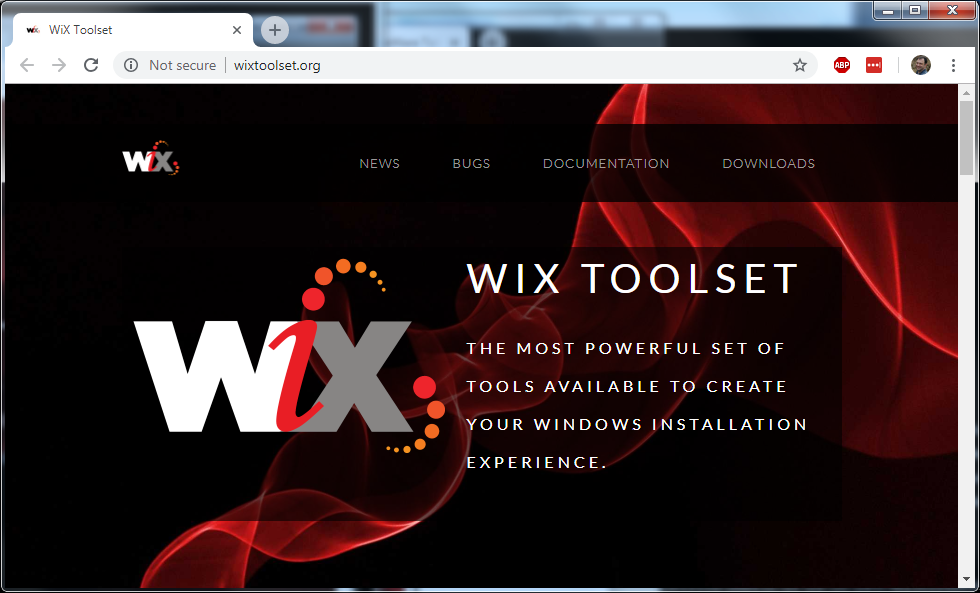 WiX Toolset
Not secure wixtoolset.org
ABP
WiX
NEWS BUGS DOCUMENTATION DOWNLOADS
WiX
WIX TOOLSET
THE MOST POWERFUL SET OF
TOOLS AVAILABLE TO CREATE
YOUR WINDOWS INSTALLATION
EXPERIENCE.